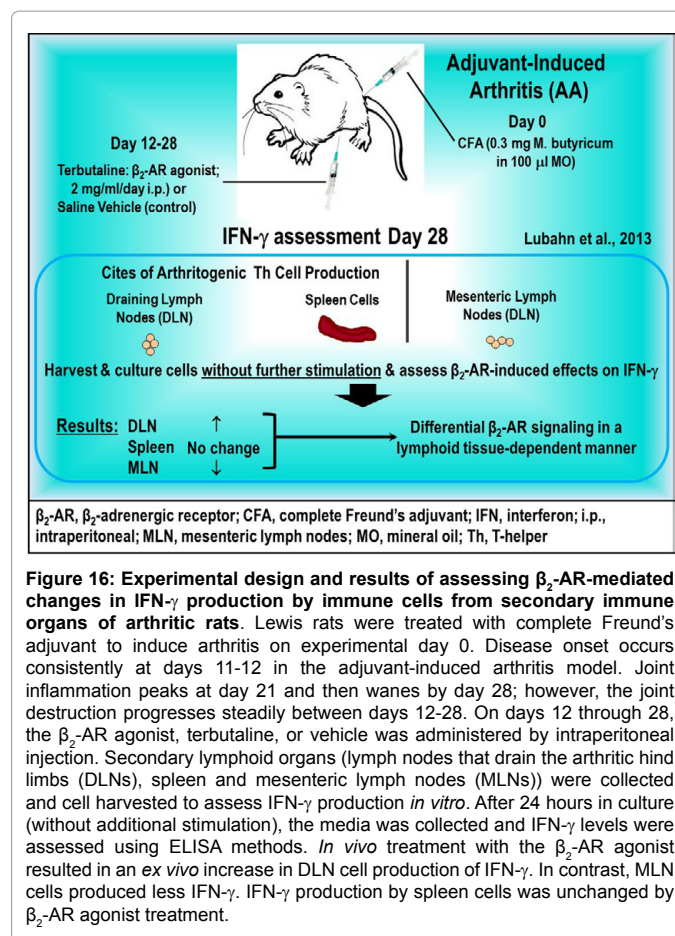 Adjuvant-Induced
Arthritis (AA)
Day 0
CFA (0.3 mg M. butyricum
in 100 µl MO)
Day 12-28
Terbutaline: β₂-AR agonist;
2 mg/ml/day i.p.) or
Saline Vehicle (control)
IFN-γ assessment Day 28
Lubahn et al., 2013
Cites of Arthritogenic Th Cell Production
Draining Lymph
Nodes (DLN)
Spleen Cells
Mesenteric Lymph
Nodes (DLN)
Harvest & culture cells without further stimulation & assess β₂-AR-induced effects on IFN-γ
Results: DLN ↑
Spleen No change
MLN ↓
Differential β₂-AR signaling in a
lymphoid tissue-dependent manner
β₂-AR, β₂-adrenergic receptor; CFA, complete Freund's adjuvant; IFN, interferon; i.p.,
intraperitoneal; MLN, mesenteric lymph nodes; MO, mineral oil; Th, T-helper
Figure 16: Experimental design and results of assessing β₂-AR-mediated
changes in IFN-γ production by immune cells from secondary immune
organs of arthritic rats. Lewis rats were treated with complete Freund's
adjuvant to induce arthritis on experimental day 0. Disease onset occurs
consistently at days 11-12 in the adjuvant-induced arthritis model. Joint
inflammation peaks at day 21 and then wanes by day 28; however, the joint
destruction progresses steadily between days 12-28. On days 12 through 28,
the β₂-AR agonist, terbutaline, or vehicle was administered by intraperitoneal
injection. Secondary lymphoid organs (lymph nodes that drain the arthritic hind
limbs (DLNs), spleen and mesenteric lymph nodes (MLNs)) were collected
and cell harvested to assess IFN-γ production in vitro. After 24 hours in culture
(without additional stimulation), the media was collected and IFN-γ levels were
assessed using ELISA methods. In vivo treatment with the β₂-AR agonist
resulted in an ex vivo increase in DLN cell production of IFN-γ. In contrast, MLN
cells produced less IFN-γ. IFN-γ production by spleen cells was unchanged by
β₂-AR agonist treatment.